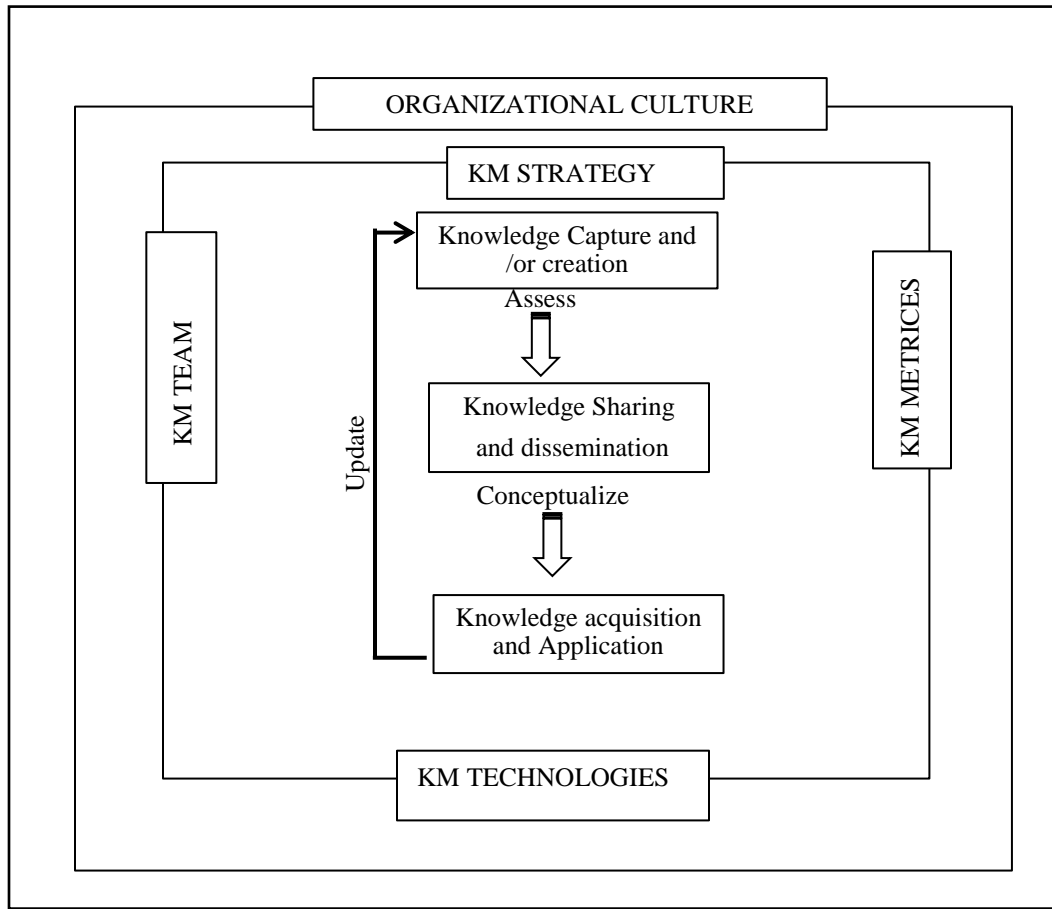 ORGANIZATIONAL CULTURE
KM STRATEGY
Knowledge Capture and
/or creation
Assess
KM TEAM
Update
Knowledge Sharing
and dissemination
KM METRICES
Conceptualize
Knowledge acquisition
and Application
KM TECHNOLOGIES